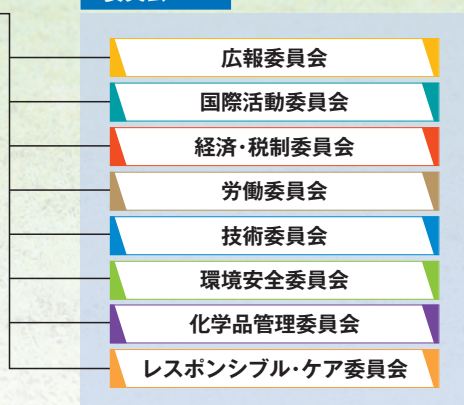 広報委員会
国際活動委員会
経済・税制委員会
労働委員会
技術委員会
環境安全委員会
化学品管理委員会
レスポンシブル・ケア委員会